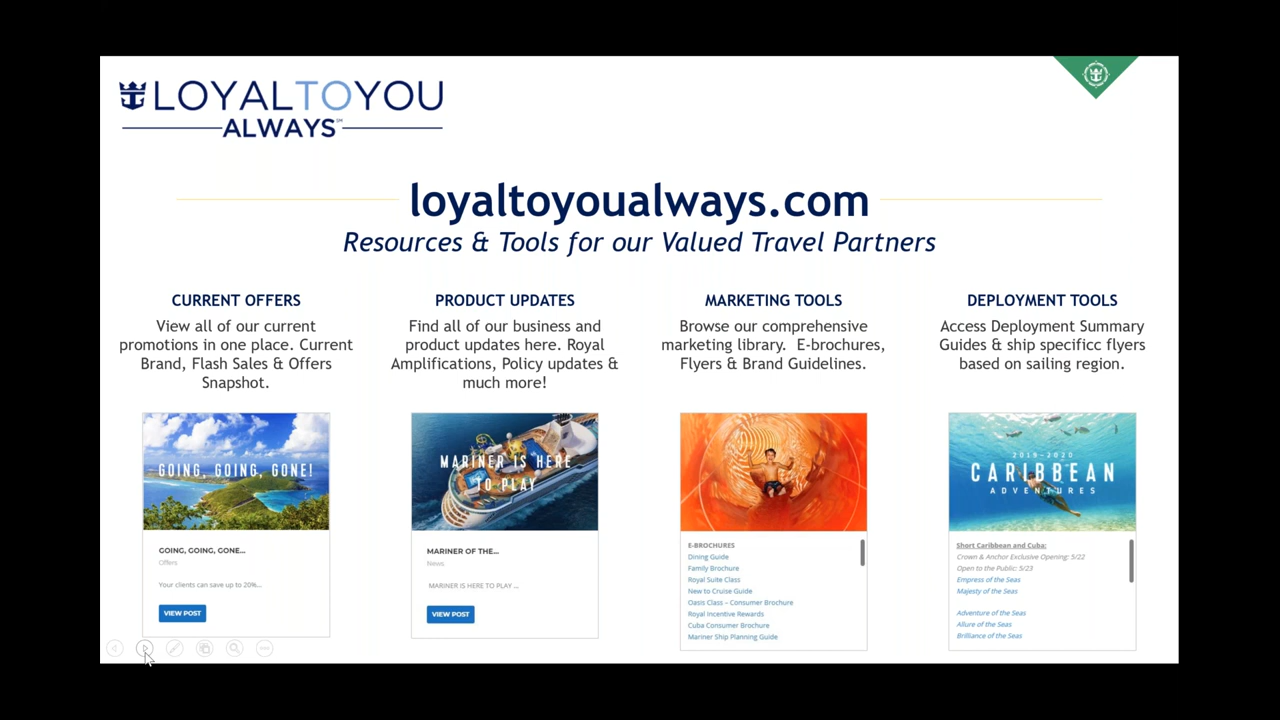 LOYALTOYOU
ALWAYS℠
loyaltoyoualways.com
Resources & Tools for our Valued Travel Partners
CURRENT OFFERS
View all of our current
promotions in one place. Current
Brand, Flash Sales & Offers
Snapshot.
GOING, GOING, GONE!
GOING, GOING, GONE...
Offers
Your clients can save up to 20%...
VIEW POST
PRODUCT UPDATES
Find all of our business and
product updates here. Royal
Amplifications, Policy updates &
much more!
MARINER IS HERE
TO PLAY
MARINER OF THE...
News
MARINER IS HERE TO PLAY ...
VIEW POST
MARKETING TOOLS
Browse our comprehensive
marketing library. E-brochures,
Flyers & Brand Guidelines.
E-BROCHURES
Dining Guide
Family Brochure
Royal Suite Class
New to Cruise Guide
Oasis Class – Consumer Brochure
Royal Incentive Rewards
Cuba Consumer Brochure
Mariner Ship Planning Guide
DEPLOYMENT TOOLS
Access Deployment Summary
Guides & ship specificc flyers
based on sailing region.
2019-2020
CARIBBEAN
ADVENTURES
Short Caribbean and Cuba:
Crown & Anchor Exclusive Opening: 5/22
Open to the Public: 5/23
Empress of the Seas
Majesty of the Seas
Adventure of the Seas
Allure of the Seas
Brilliance of the Seas